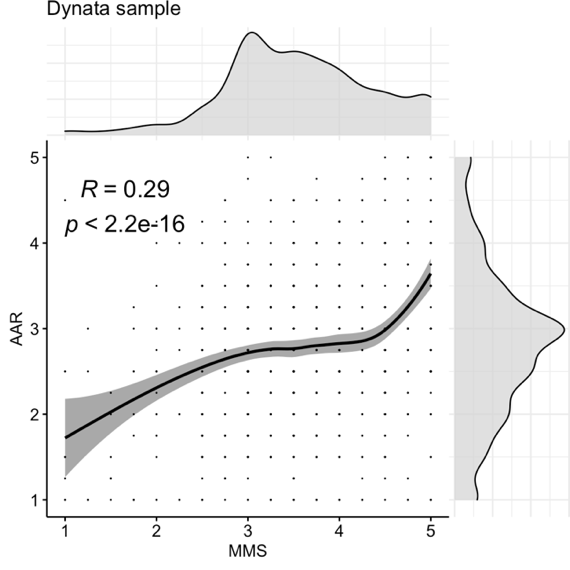 Dynata sample
R = 0.29
p < 2.2e-16
5
4
3
2
1
AAR
1 2 3 4 5
MMS